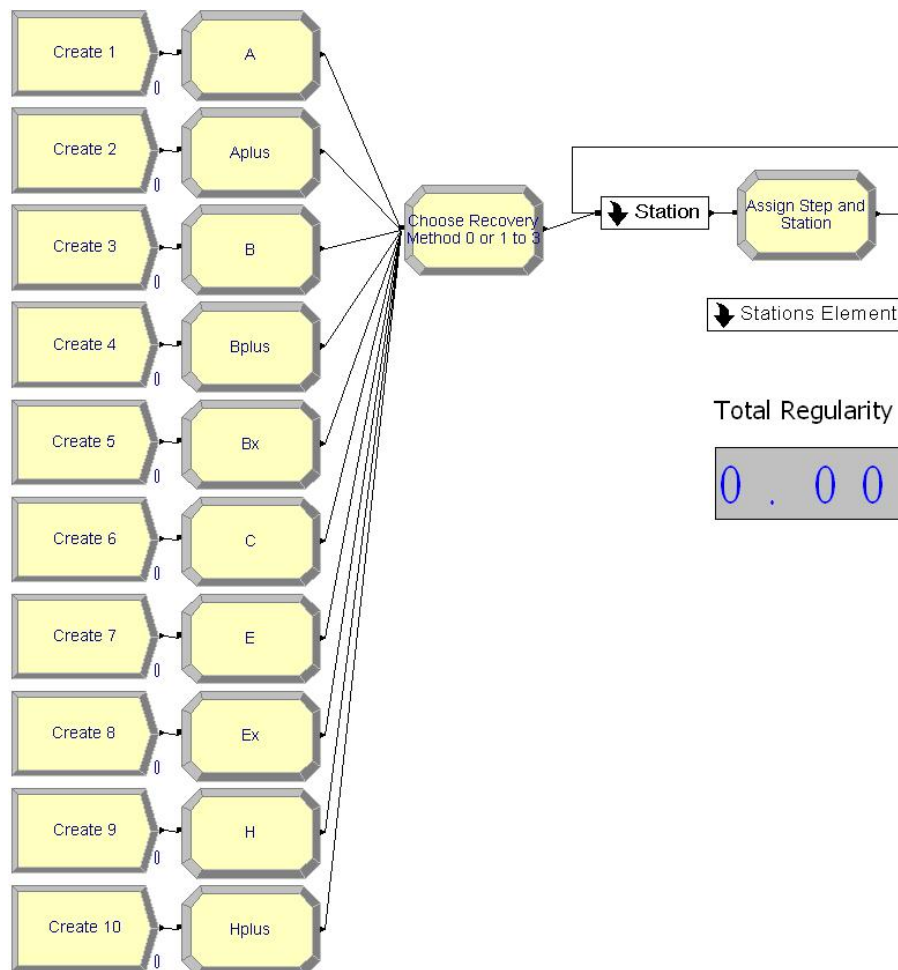 Create 1
0
A
Create 2
0
Aplus
Create 3
0
B
Create 4
0
Bplus
Create 5
0
Bx
Create 6
0
C
Create 7
0
E
Create 8
0
Ex
Create 9
0
H
Create 10
0
Hplus
Choose Recovery
Method 0 or 1 to 3
Station
Assign Step and
Station
Stations Element
Total Regularity
0 . 0 0